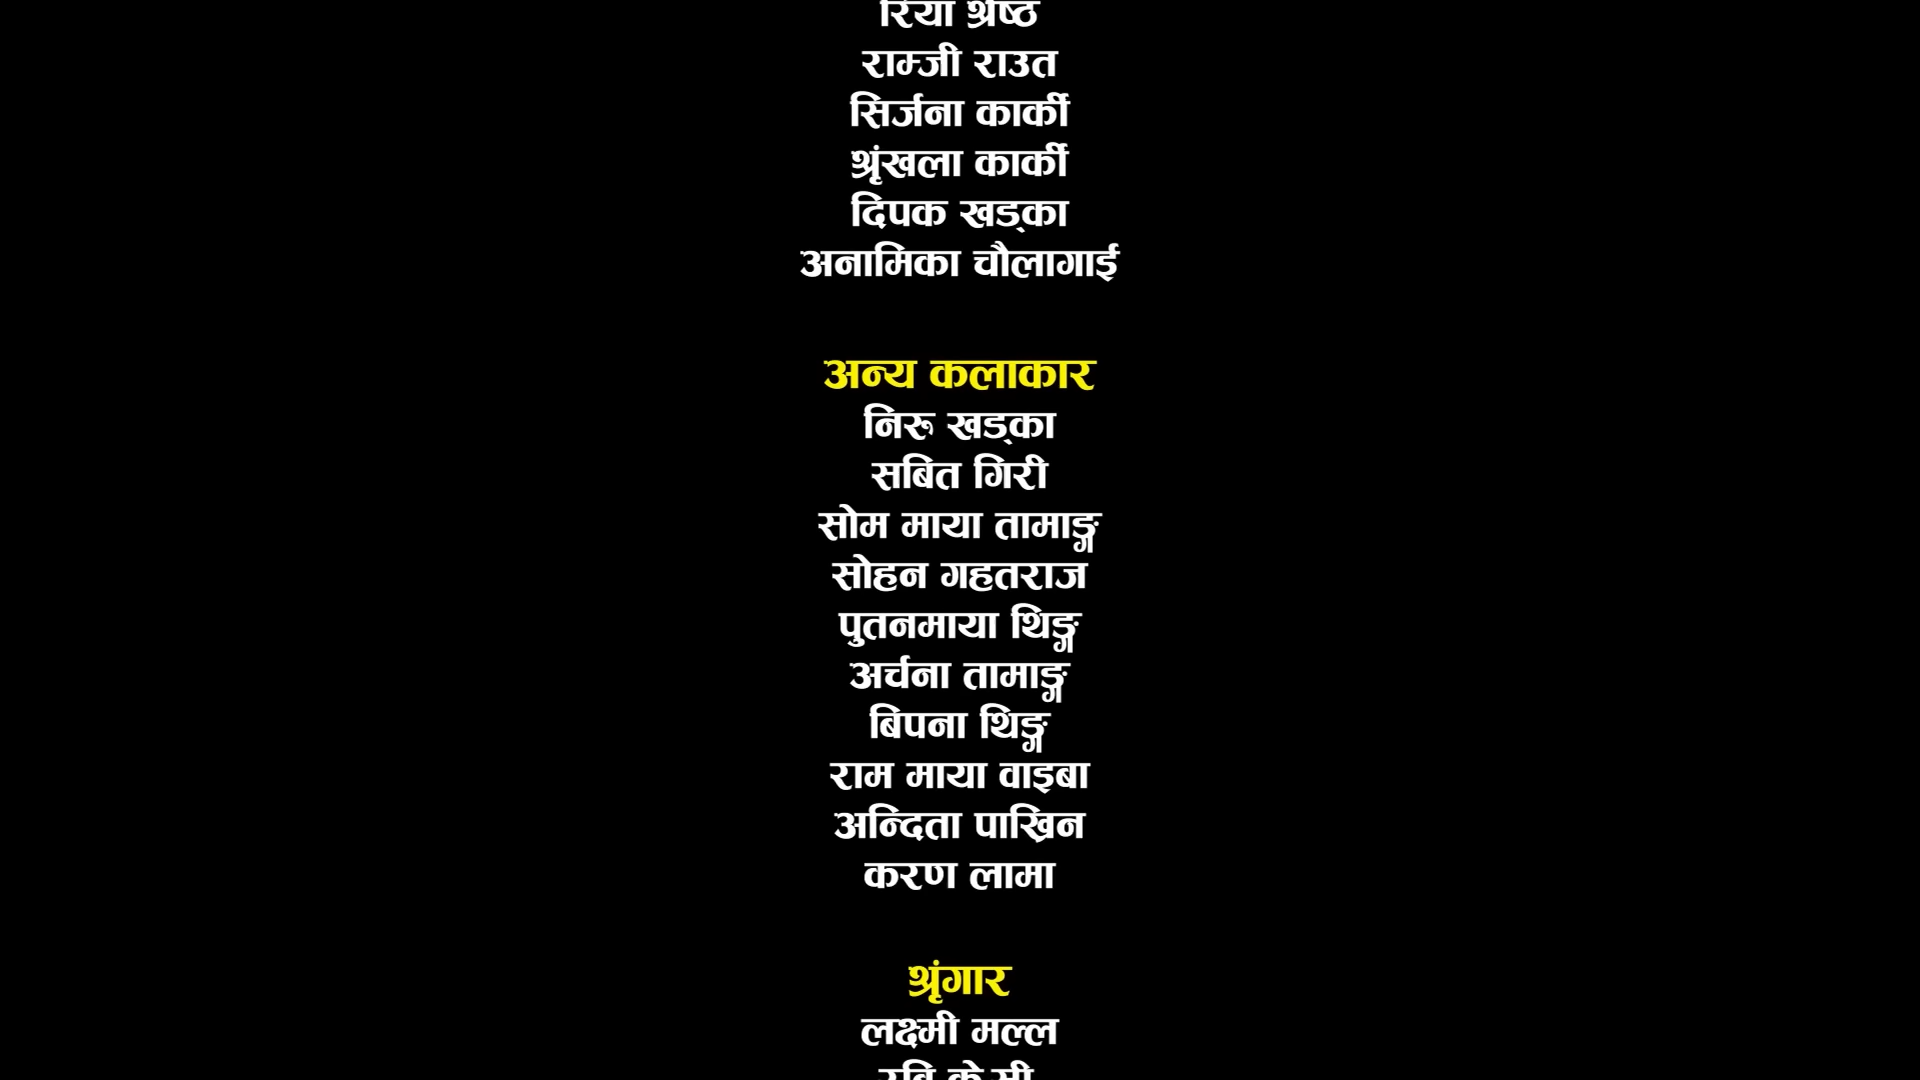 रिया श्रेष्ठ
राम्जी राउत
सिर्जना कार्की
श्रृंखला कार्की
दिपक खड्का
अनामिका चौलागाई
अन्य कलाकार
निरु खड्का
सबित गिरी
सोम माया तामाङ्ग
सोहन गहतराज
पुतनमाया थिङ्ग
अर्चना तामाङ्ग
बिपना थिङ्ग
राम माया वाइबा
अन्दिता पाख्रिन
करण लामा
श्रृंगार
लक्ष्मी मल्ल
रबि के.सी